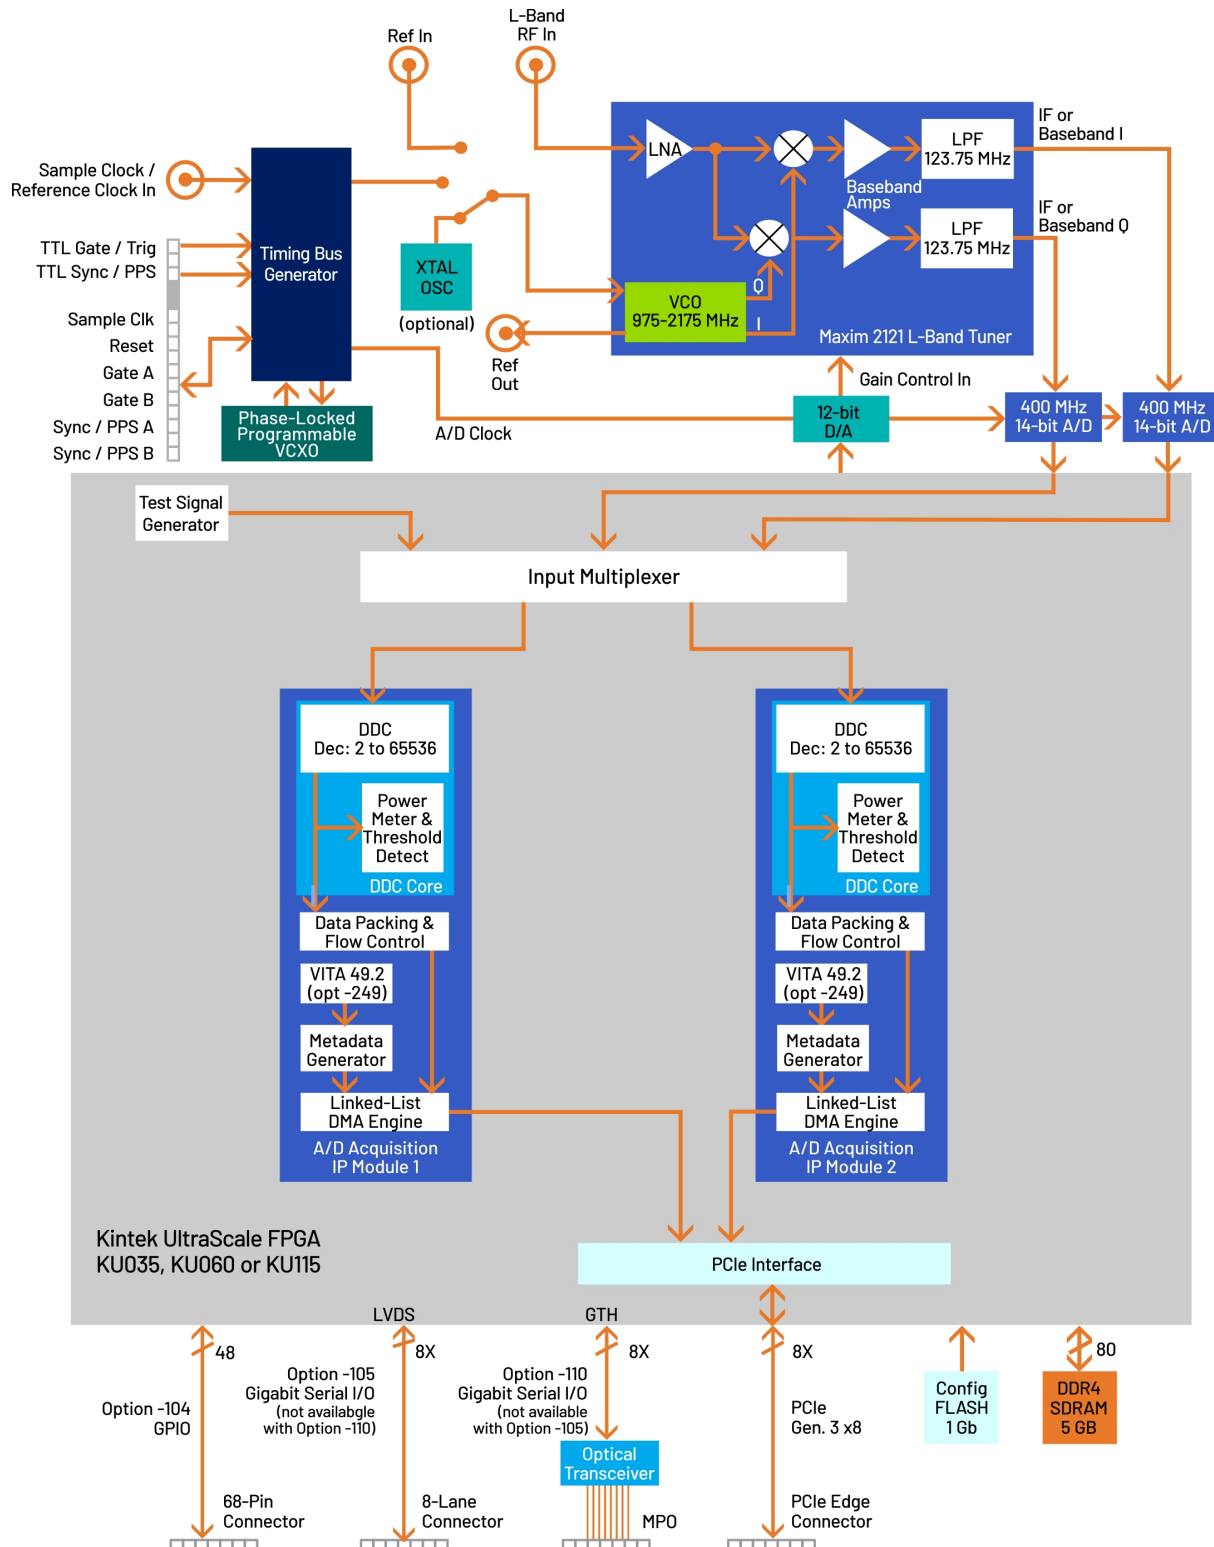 Ref In
L-Band
RF In
Sample Clock /
Reference Clock In
TTL Gate / Trig
TTL Sync / PPS
Sample Clk
Reset
Gate A
Gate B
Sync / PPS A
Sync / PPS B
Timing Bus
Generator
Phase-Locked
Programmable
VCXO
XTAL
OSC
(optional)
Ref
Out
A/D Clock
LNA
Baseband
Amps
LPF
123.75 MHz
LPF
123.75 MHz
VCO
975-2175 MHz
Q
I
Maxim 2121 L-Band Tuner
IF or
Baseband I
IF or
Baseband Q
Gain Control In
12-bit
D/A
400 MHz
14-bit A/D
400 MHz
14-bit A/D
Test Signal
Generator
Input Multiplexer
DDC
Dec: 2 to 65536
Power
Meter &
Threshold
Detect
DDC Core
Data Packing &
Flow Control
VITA 49.2
(opt -249)
Metadata
Generator
Linked-List
DMA Engine
A/D Acquisition
IP Module 1
DDC
Dec: 2 to 65536
Power
Meter &
Threshold
Detect
DDC Core
Data Packing &
Flow Control
VITA 49.2
(opt -249)
Metadata
Generator
Linked-List
DMA Engine
A/D Acquisition
IP Module 2
Kintek UltraScale FPGA
KU035, KU060 or KU115
PCIe Interface
LVDS
GTH
48
8X
8X
8X
80
Option -104
GPIO
Option -105
Gigabit Serial I/O
(not availabgle
with Option -110)
Option -110
Gigabit Serial I/O
(not available
with Option -105)
Optical
Transceiver
PCIe
Gen. 3 x8
Config
FLASH
1 Gb
DDR4
SDRAM
5 GB
68-Pin
Connector
8-Lane
Connector
MPO
PCIe Edge
Connector